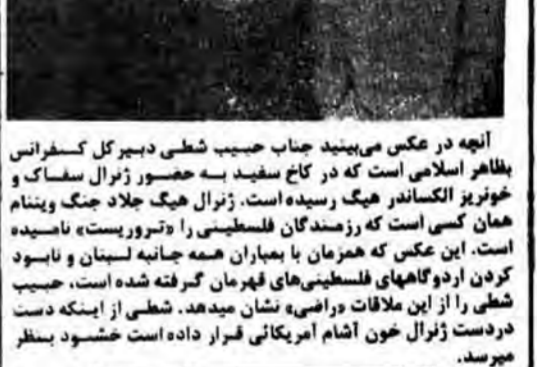 آنچه در عکس می‌بینید جناب حبیب شطی دبیرکل کنفرانس
بظاهر اسلامی است که در کاخ سفید به حضور ژنرال سفاک و
خونریز الکساندر هیگ رسیده‌است. ژنرال هیگ جلاد جنگ ویتنام
همان کسی است که رزمندگان فلسطینی را «تروریست» نامیده
است. این عکس که همزمان با بمباران همه جانبه لبنان و نابود
کردن اردوگاههای فلسطینی‌های قهرمان گرفته شده‌است، حبیب
شطی را از این ملاقات «راضی» نشان میدهد. شطی از اینکه دست
دردست ژنرال خون آشام آمریکائی قرار داده است خشنود بنظر
میرسد.